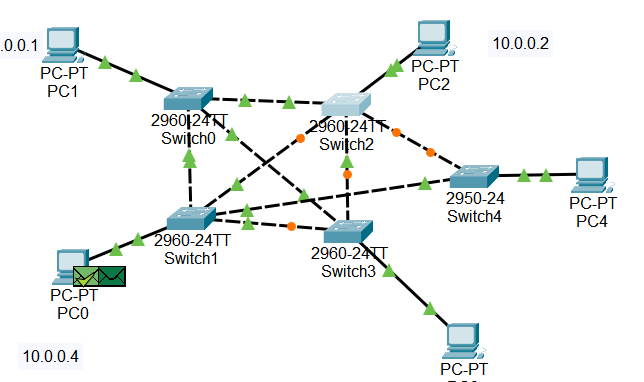 .0.0.1
PC-PT
PC1
PC-PT
PC2
10.0.0.2
2960-24TT
Switch0
2960-24TT
Switch2
2950-24
Switch4
PC-PT
PC4
2960-24TT
Switch1
2960-24TT
Switch3
PC-PT
PC0
10.0.0.4
PC-PT